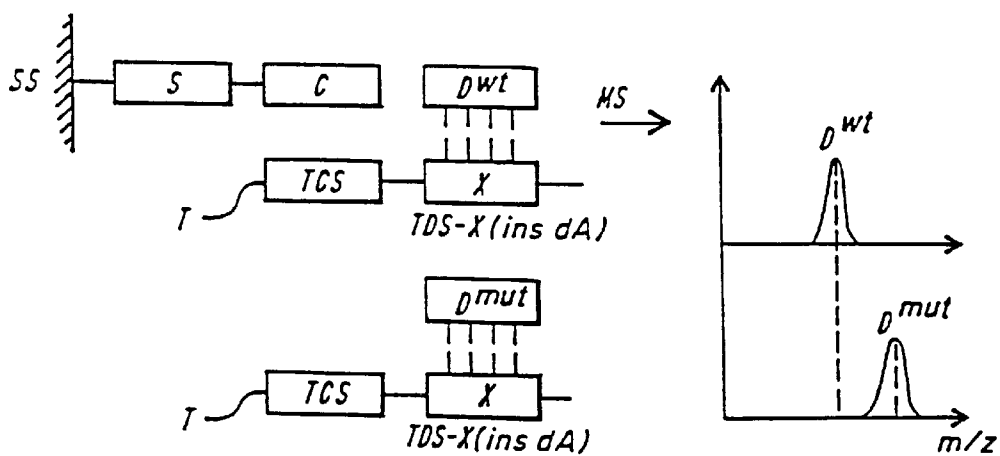 SS
S
C
D wt
MS
TCS
X
T
TDS-X(ins dA)
D mut
TCS
X
T
TDS-X(ins dA)
D wt
D mut
m/z